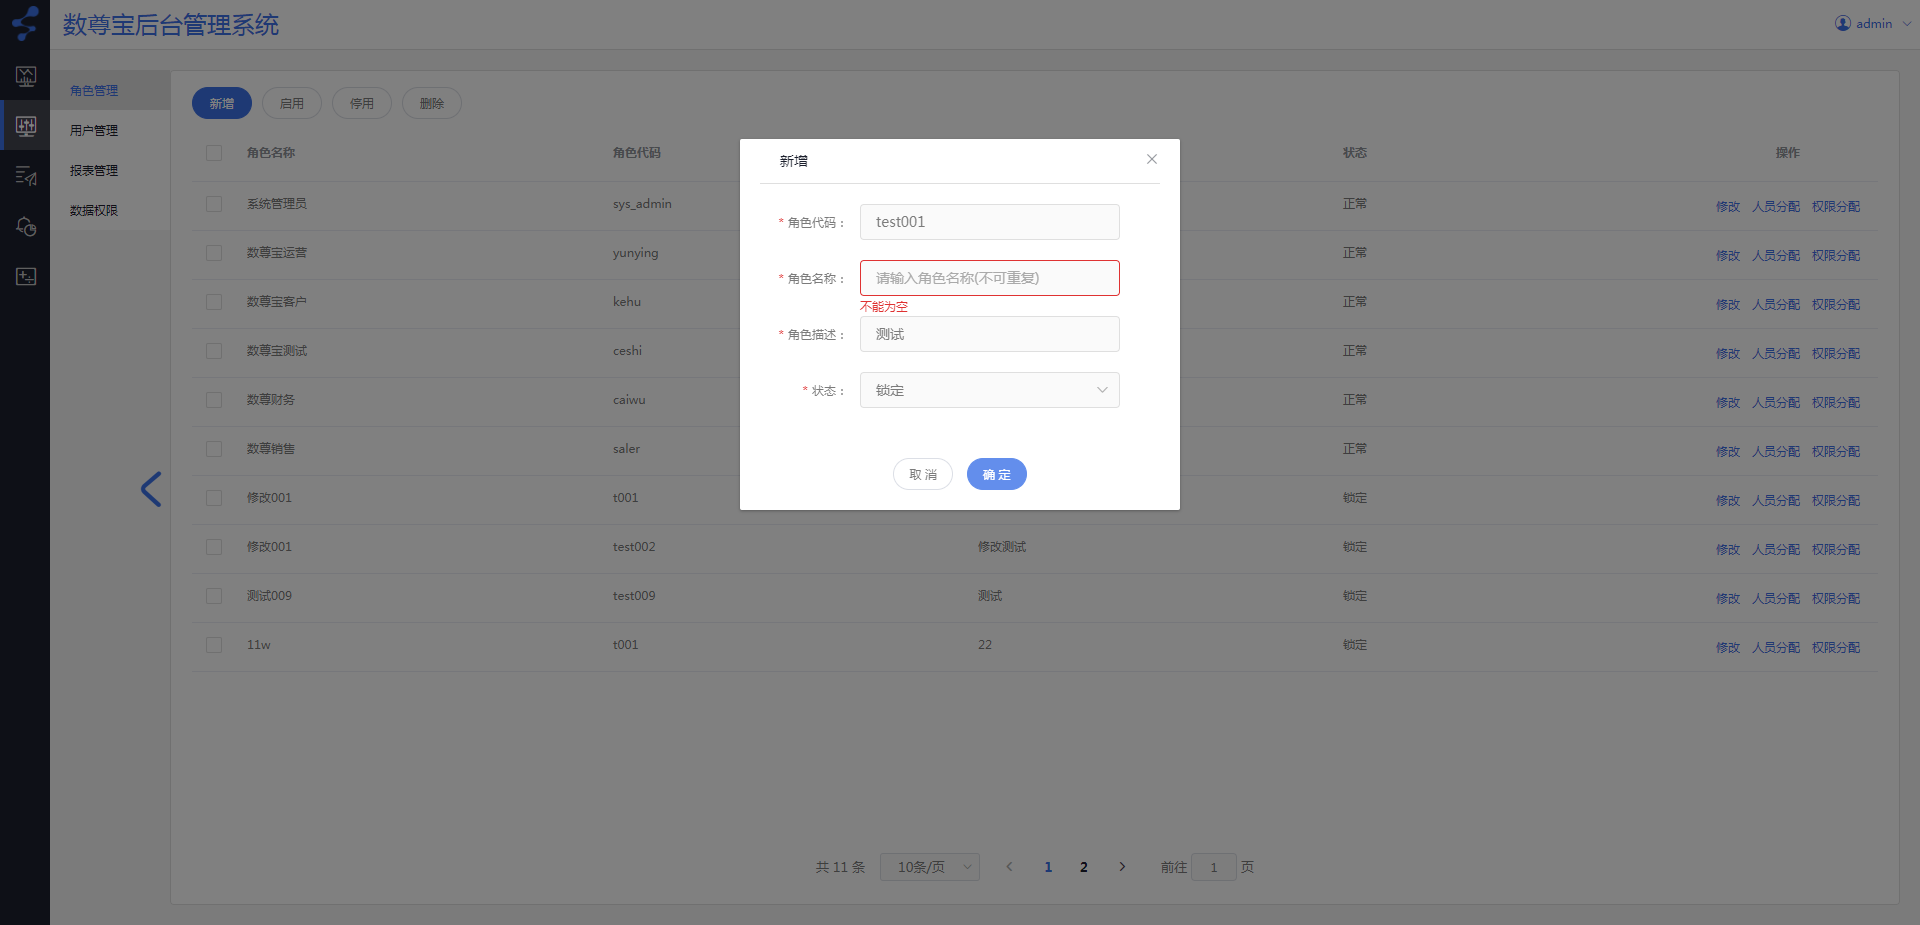 数尊宝后台管理系统
admin
角色管理
用户管理
报表管理
数据权限
新增 启用 停用 删除
角色名称 角色代码 状态 操作
系统管理员 sys_admin 正常 修改 人员分配 权限分配
数尊宝运营 yunying 正常 修改 人员分配 权限分配
数尊宝客户 kehu 正常 修改 人员分配 权限分配
数尊宝测试 ceshi 正常 修改 人员分配 权限分配
数尊财务 caiwu 正常 修改 人员分配 权限分配
数尊销售 saler 正常 修改 人员分配 权限分配
修改001 t001 锁定 修改 人员分配 权限分配
修改001 test002 修改测试 锁定 修改 人员分配 权限分配
测试009 test009 测试 锁定 修改 人员分配 权限分配
11w t001 22 锁定 修改 人员分配 权限分配
新增
* 角色代码： test001
* 角色名称： 请输入角色名称(不可重复)
不能为空
* 角色描述： 测试
* 状态： 锁定
取消 确定
共 11 条 10条/页 1 2 前往 1 页